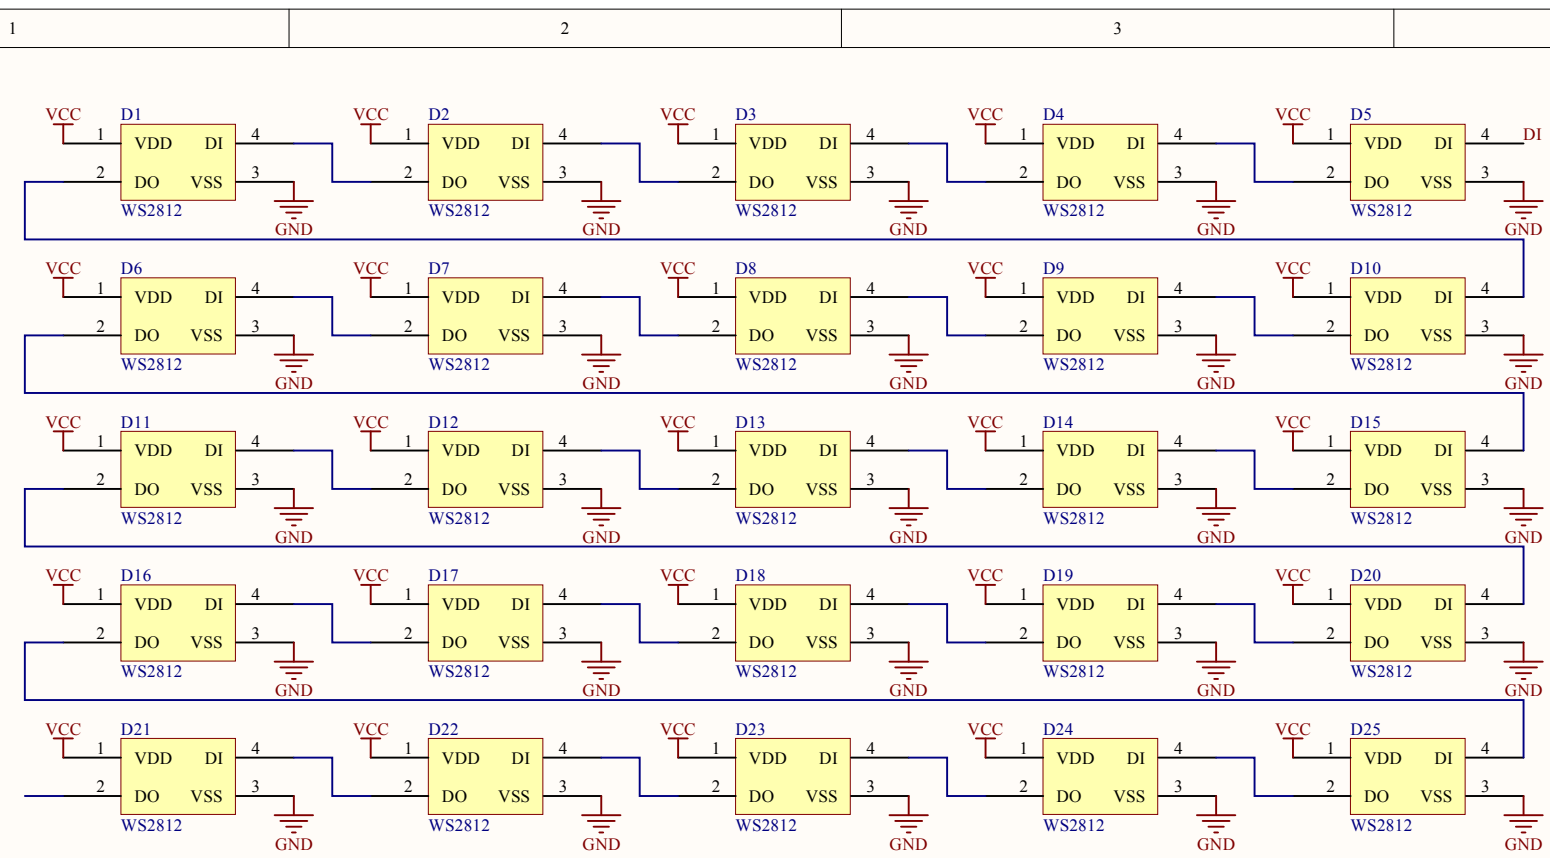 1 2 3
VCC D1 VCC D2 VCC D3 VCC D4 VCC D5
1 VDD DI 4 1 VDD DI 4 1 VDD DI 4 1 VDD DI 4 1 VDD DI 4 DI
2 DO VSS 3 2 DO VSS 3 2 DO VSS 3 2 DO VSS 3 2 DO VSS 3
WS2812 WS2812 WS2812 WS2812 WS2812
GND GND GND GND GND
VCC D6 VCC D7 VCC D8 VCC D9 VCC D10
1 VDD DI 4 1 VDD DI 4 1 VDD DI 4 1 VDD DI 4 1 VDD DI 4
2 DO VSS 3 2 DO VSS 3 2 DO VSS 3 2 DO VSS 3 2 DO VSS 3
WS2812 WS2812 WS2812 WS2812 WS2812
GND GND GND GND GND
VCC D11 VCC D12 VCC D13 VCC D14 VCC D15
1 VDD DI 4 1 VDD DI 4 1 VDD DI 4 1 VDD DI 4 1 VDD DI 4
2 DO VSS 3 2 DO VSS 3 2 DO VSS 3 2 DO VSS 3 2 DO VSS 3
WS2812 WS2812 WS2812 WS2812 WS2812
GND GND GND GND GND
VCC D16 VCC D17 VCC D18 VCC D19 VCC D20
1 VDD DI 4 1 VDD DI 4 1 VDD DI 4 1 VDD DI 4 1 VDD DI 4
2 DO VSS 3 2 DO VSS 3 2 DO VSS 3 2 DO VSS 3 2 DO VSS 3
WS2812 WS2812 WS2812 WS2812 WS2812
GND GND GND GND GND
VCC D21 VCC D22 VCC D23 VCC D24 VCC D25
1 VDD DI 4 1 VDD DI 4 1 VDD DI 4 1 VDD DI 4 1 VDD DI 4
2 DO VSS 3 2 DO VSS 3 2 DO VSS 3 2 DO VSS 3 2 DO VSS 3
WS2812 WS2812 WS2812 WS2812 WS2812
GND GND GND GND GND